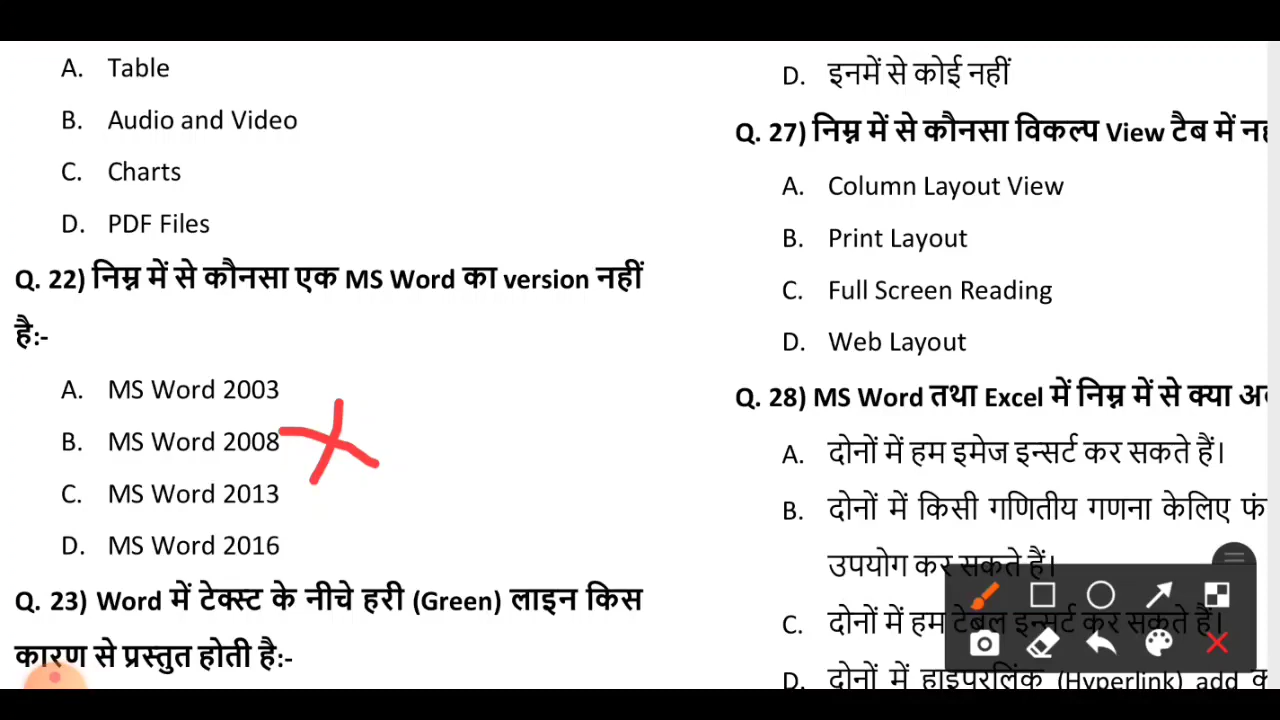 A. Table
B. Audio and Video
C. Charts
D. PDF Files
Q. 22) निम्न में से कौनसा एक MS Word का version नहीं
है:-
A. MS Word 2003
B. MS Word 2008
C. MS Word 2013
D. MS Word 2016
Q. 23) Word में टेक्स्ट के नीचे हरी (Green) लाइन किस
कारण से प्रस्तुत होती है:-
D. इनमें से कोई नहीं
Q. 27) निम्न में से कौनसा विकल्प View टैब में
A. Column Layout View
B. Print Layout
C. Full Screen Reading
D. Web Layout
Q. 28) MS Word तथा Excel में निम्न में से क्या
A. दोनों में हम इमेज इन्सर्ट कर सकते हैं।
B. दोनों में किसी गणितीय गणना केलिए
उपयोग कर सकते हैं।
C. दोनों में हम टेबल इन्सर्ट कर सकते हैं।
D. दोनों में हाइपरलिंक (Hyperlink) add